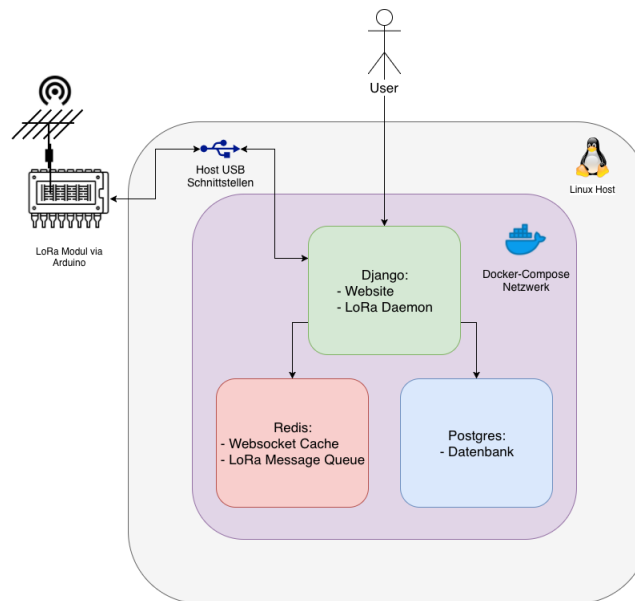 User
Host USB
Schnittstellen
Linux Host
LoRa Modul via
Arduino
Docker-Compose
Netzwerk
Django:
- Website
- LoRa Daemon
Redis:
- Websocket Cache
- LoRa Message Queue
Postgres:
- Datenbank